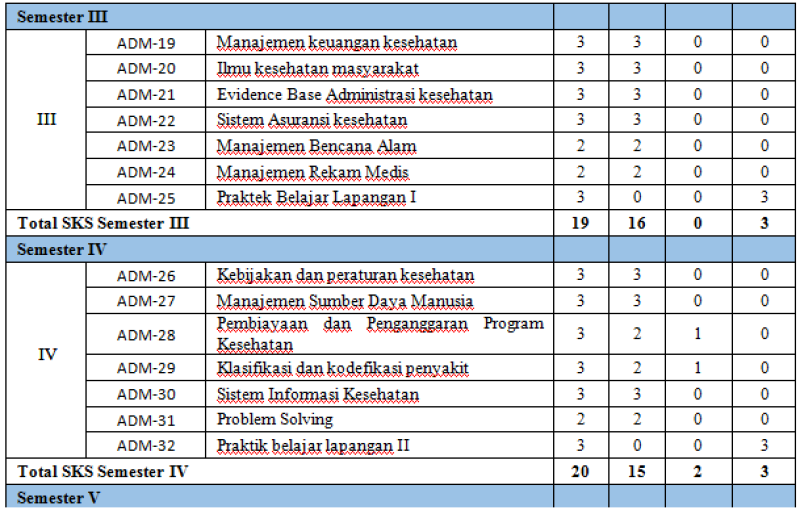 Semester III
III
ADM-19 Manajemen keuangan kesehatan 3 3 0 0
ADM-20 Ilmu kesehatan masyarakat 3 3 0 0
ADM-21 Evidence Base Administrasi kesehatan 3 3 0 0
ADM-22 Sistem Asuransi kesehatan 3 3 0 0
ADM-23 Manajemen Bencana Alam 2 2 0 0
ADM-24 Manajemen Rekam Medis 2 2 0 0
ADM-25 Praktek Belajar Lapangan I 3 0 0 3
Total SKS Semester III 19 16 0 3
Semester IV
IV
ADM-26 Kebijakan dan peraturan kesehatan 3 3 0 0
ADM-27 Manajemen Sumber Daya Manusia 3 3 0 0
ADM-28 Pembiayaan dan Penganggaran Program
Kesehatan 3 2 1 0
ADM-29 Klasifikasi dan kodefikasi penyakit 3 2 1 0
ADM-30 Sistem Informasi Kesehatan 3 3 0 0
ADM-31 Problem Solving 2 2 0 0
ADM-32 Praktik belajar lapangan II 3 0 0 3
Total SKS Semester IV 20 15 2 3
Semester V